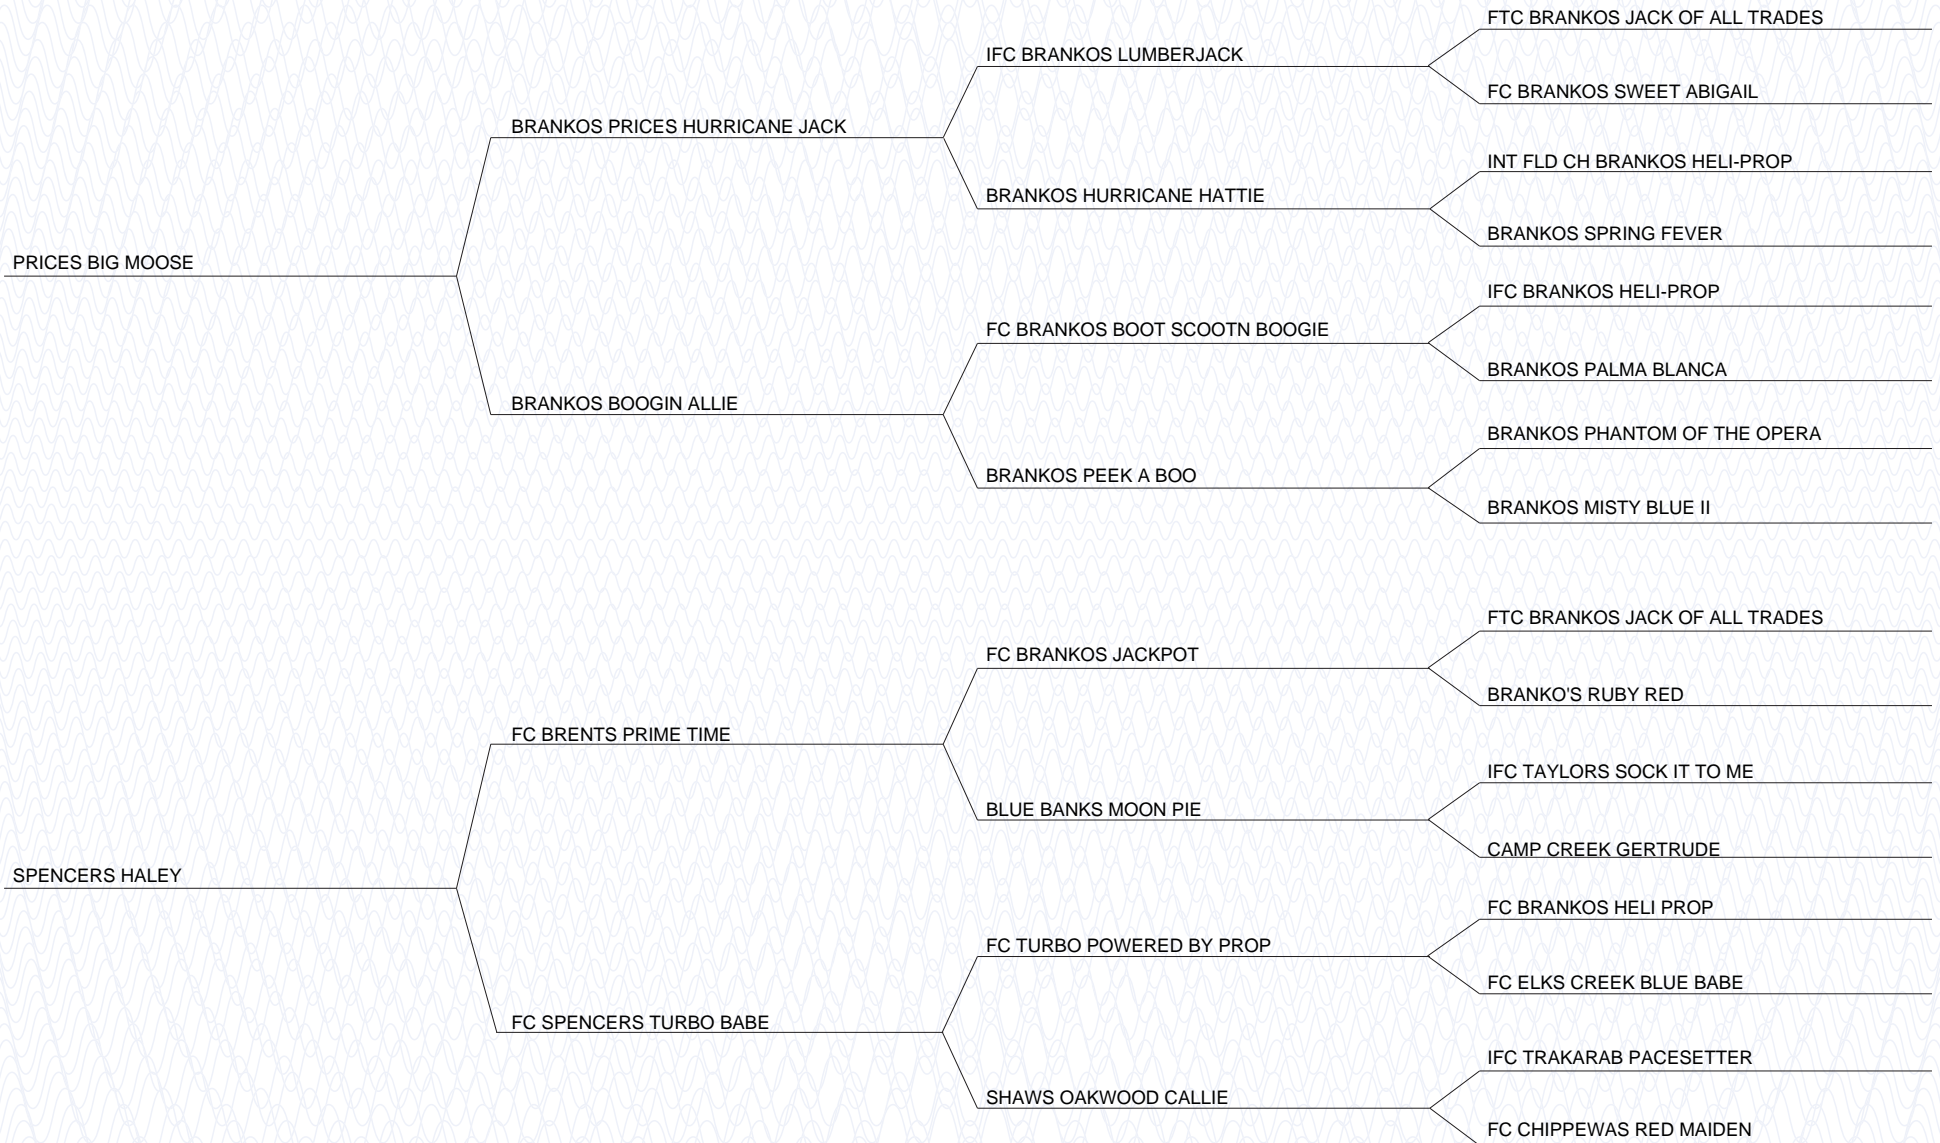 FTC BRANKOS JACK OF ALL TRADES
IFC BRANKOS LUMBERJACK
FC BRANKOS SWEET ABIGAIL
BRANKOS PRICES HURRICANE JACK
INT FLD CH BRANKOS HELI-PROP
BRANKOS HURRICANE HATTIE
BRANKOS SPRING FEVER
PRICES BIG MOOSE
IFC BRANKOS HELI-PROP
FC BRANKOS BOOT SCOOTN BOOGIE
BRANKOS PALMA BLANCA
BRANKOS BOOGIN ALLIE
BRANKOS PHANTOM OF THE OPERA
BRANKOS PEEK A BOO
BRANKOS MISTY BLUE II
FTC BRANKOS JACK OF ALL TRADES
FC BRANKOS JACKPOT
BRANKO'S RUBY RED
FC BRENTS PRIME TIME
IFC TAYLORS SOCK IT TO ME
BLUE BANKS MOON PIE
CAMP CREEK GERTRUDE
SPENCERS HALEY
FC BRANKOS HELI PROP
FC TURBO POWERED BY PROP
FC ELKS CREEK BLUE BABE
FC SPENCERS TURBO BABE
IFC TRAKARAB PACESETTER
SHAWS OAKWOOD CALLIE
FC CHIPPEWAS RED MAIDEN